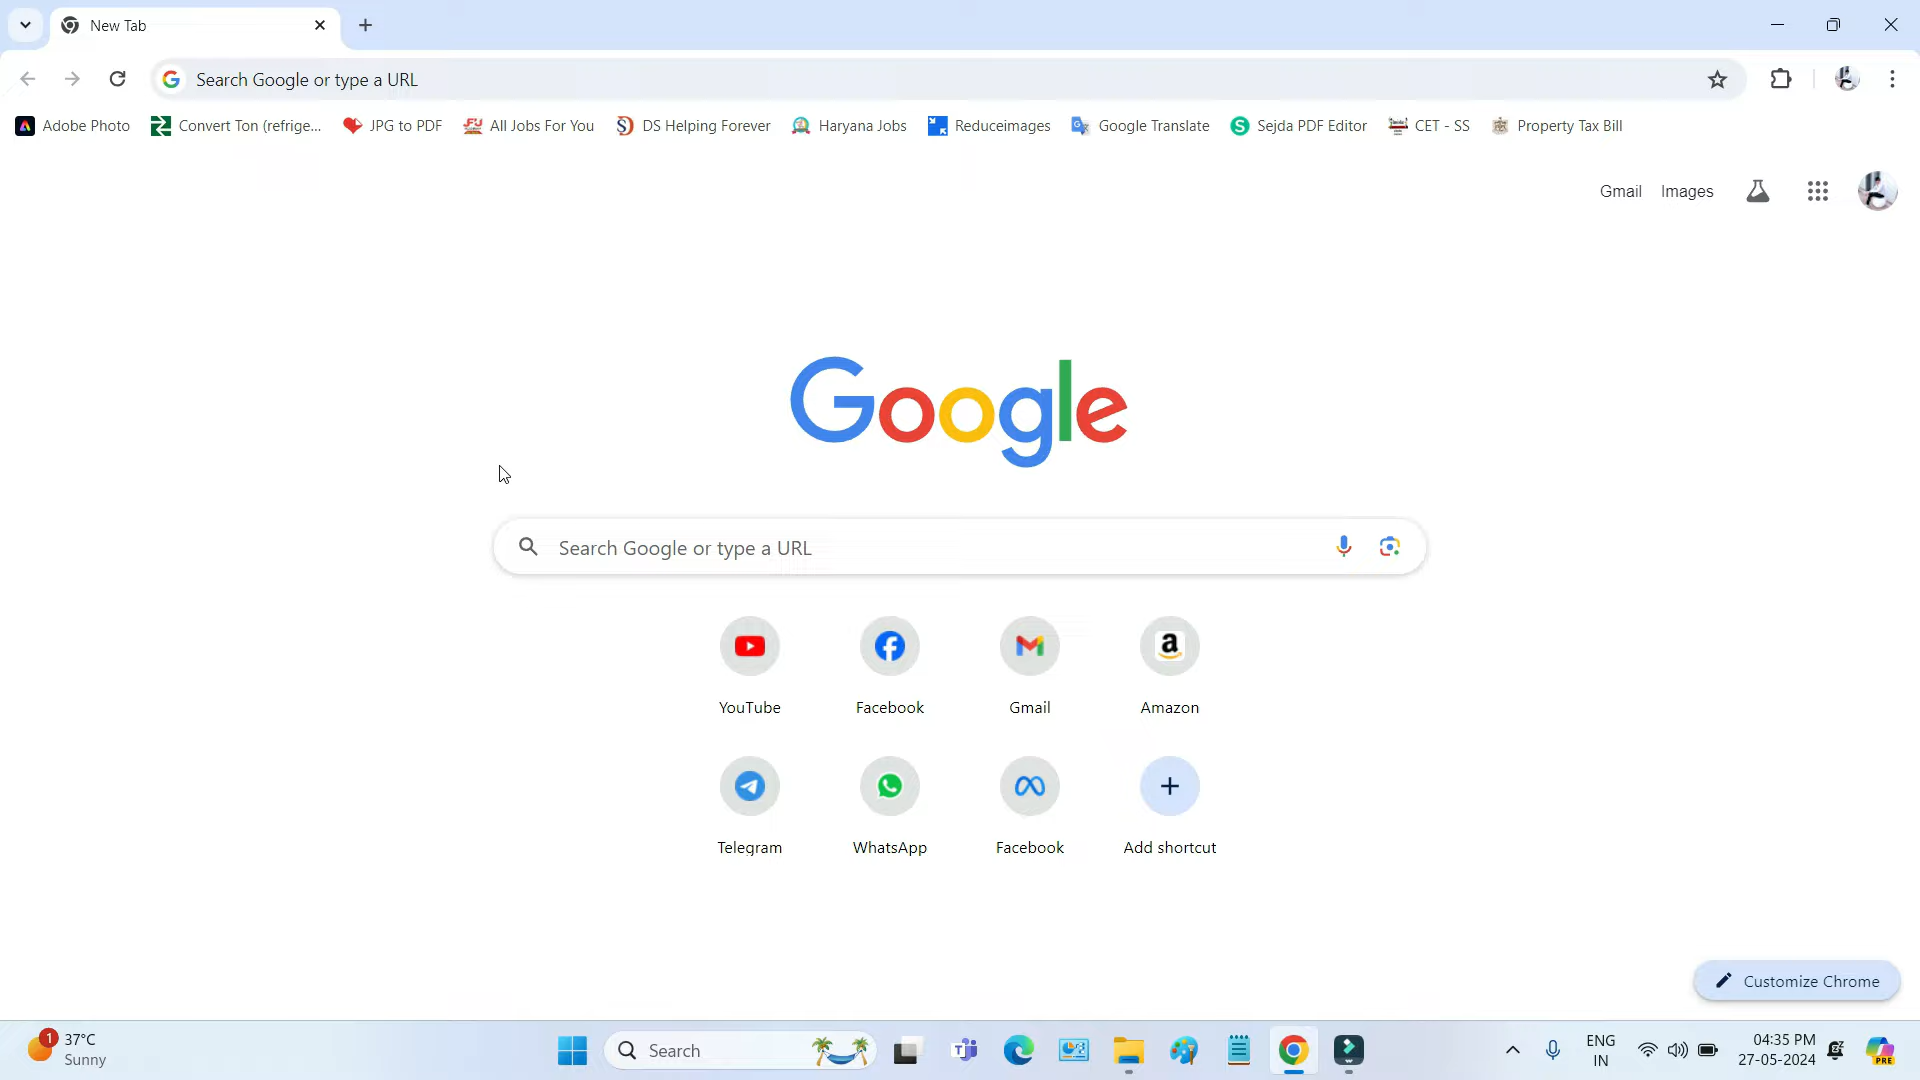 New Tab
Search Google or type a URL
Adobe Photo
Convert Ton (refrige...
JPG to PDF
All Jobs For You
DS Helping Forever
Haryana Jobs
Reduceimages
Google Translate
Sejda PDF Editor
CET - SS
Property Tax Bill
Gmail
Images
Google
Search Google or type a URL
YouTube
Facebook
Gmail
Amazon
Telegram
WhatsApp
Facebook
Add shortcut
Customize Chrome
1
37°C
Sunny
Search
ENG
IN
04:35 PM
27-05-2024
PRE